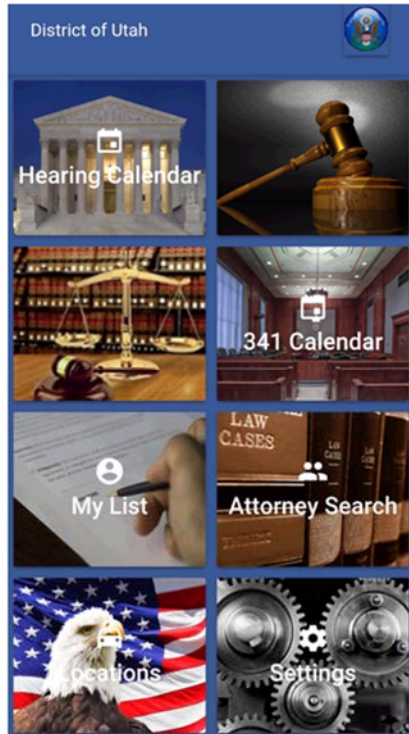 District of Utah
Hearing Calendar
341 Calendar
My List
LAW
CASES
Attorney Search
Locations
Settings